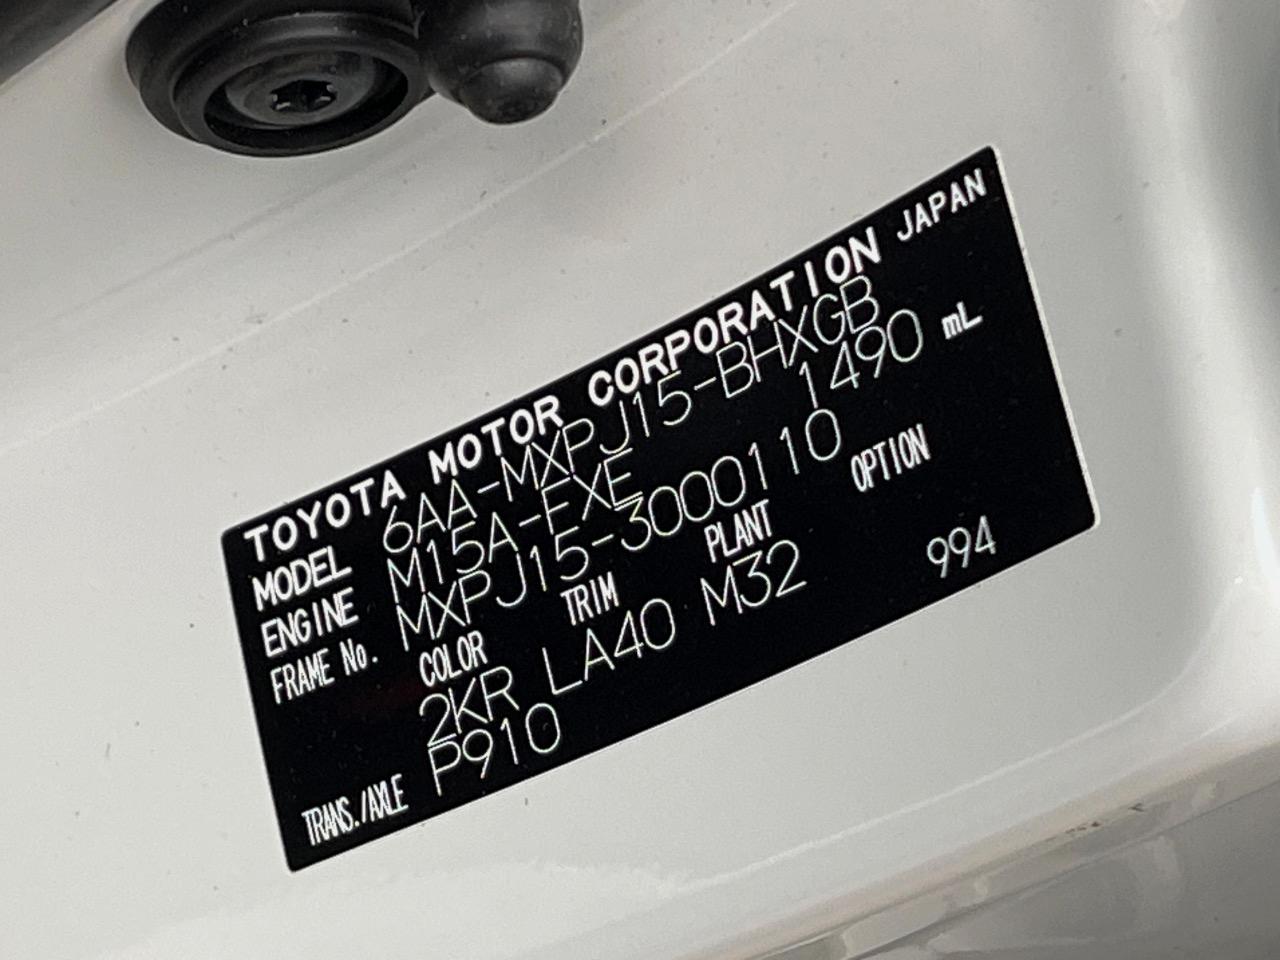 TOYOTA MOTOR CORPORATION JAPAN
MODEL 6AA-MXPJ15-BHXGB
ENGINE M15A-FXE 1490 mL
FRAME No. MXPJ15-3000110
COLOR TRIM PLANT OPTION
2KR LA40 M32 994
TRANS./AXLE P910